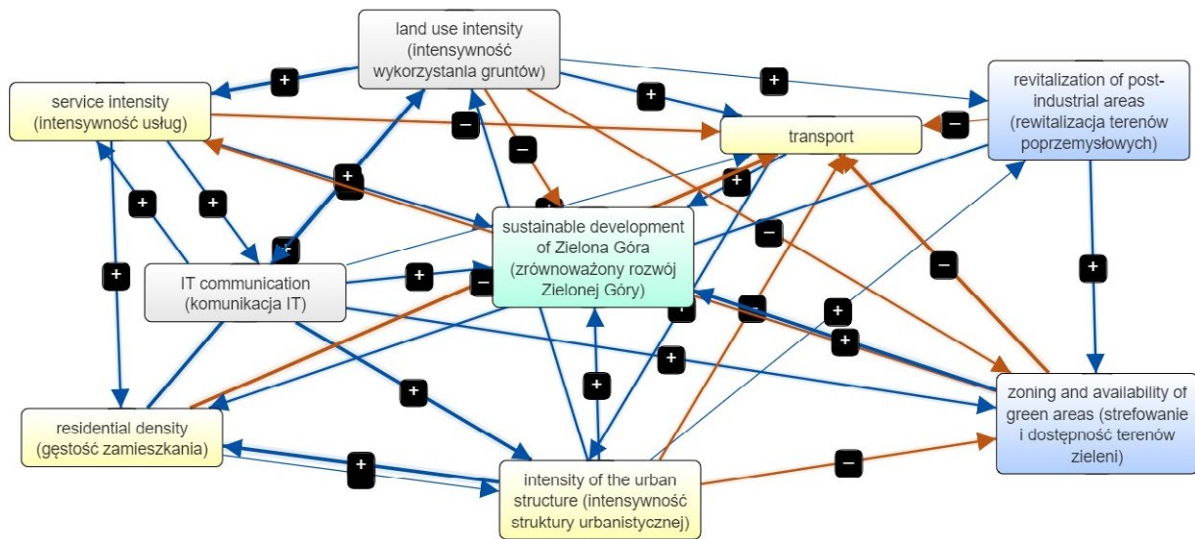 land use intensity
(intensywność
wykorzystania gruntów)
service intensity
(intensywność usług)
transport
revitalization of post-
industrial areas
(rewitalizacja terenów
poprzemysłowych)
sustainable development
of Zielona Góra
(zrównoważony rozwój
Zielonej Góry)
IT communication
(komunikacja IT)
residential density
(gęstość zamieszkania)
intensity of the urban
structure (intensywność
struktury urbanistycznej)
zoning and availability of
green areas (strefowanie
i dostępność terenów
zieleni)